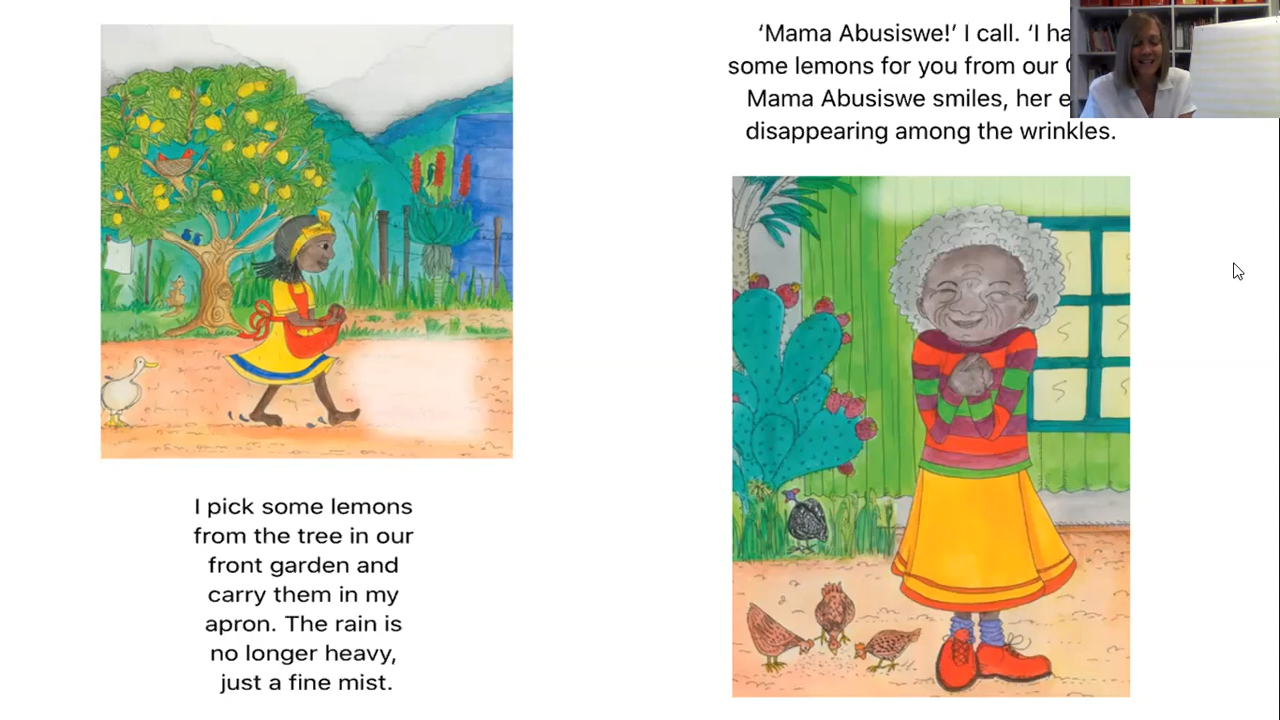 I pick some lemons
from the tree in our
front garden and
carry them in my
apron. The rain is
no longer heavy,
just a fine mist.
‘Mama Abusiswe!’ I call. ‘I
some lemons for you from our
Mama Abusiswe smiles, her
disappearing among the wrinkles.